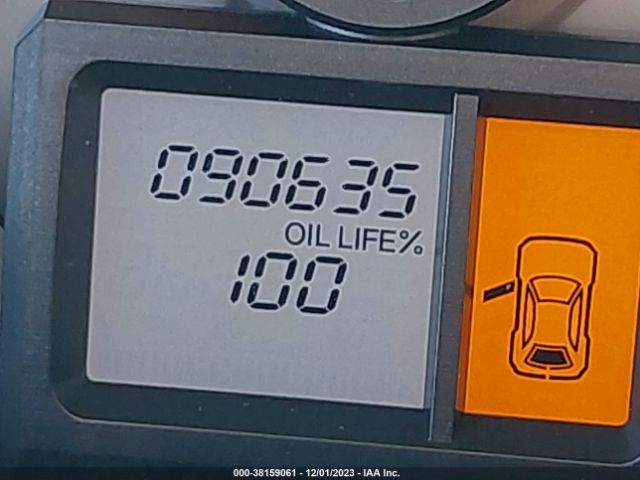 090635
OIL LIFE%
100
000-38159061 - 12/01/2023 - IAA Inc.